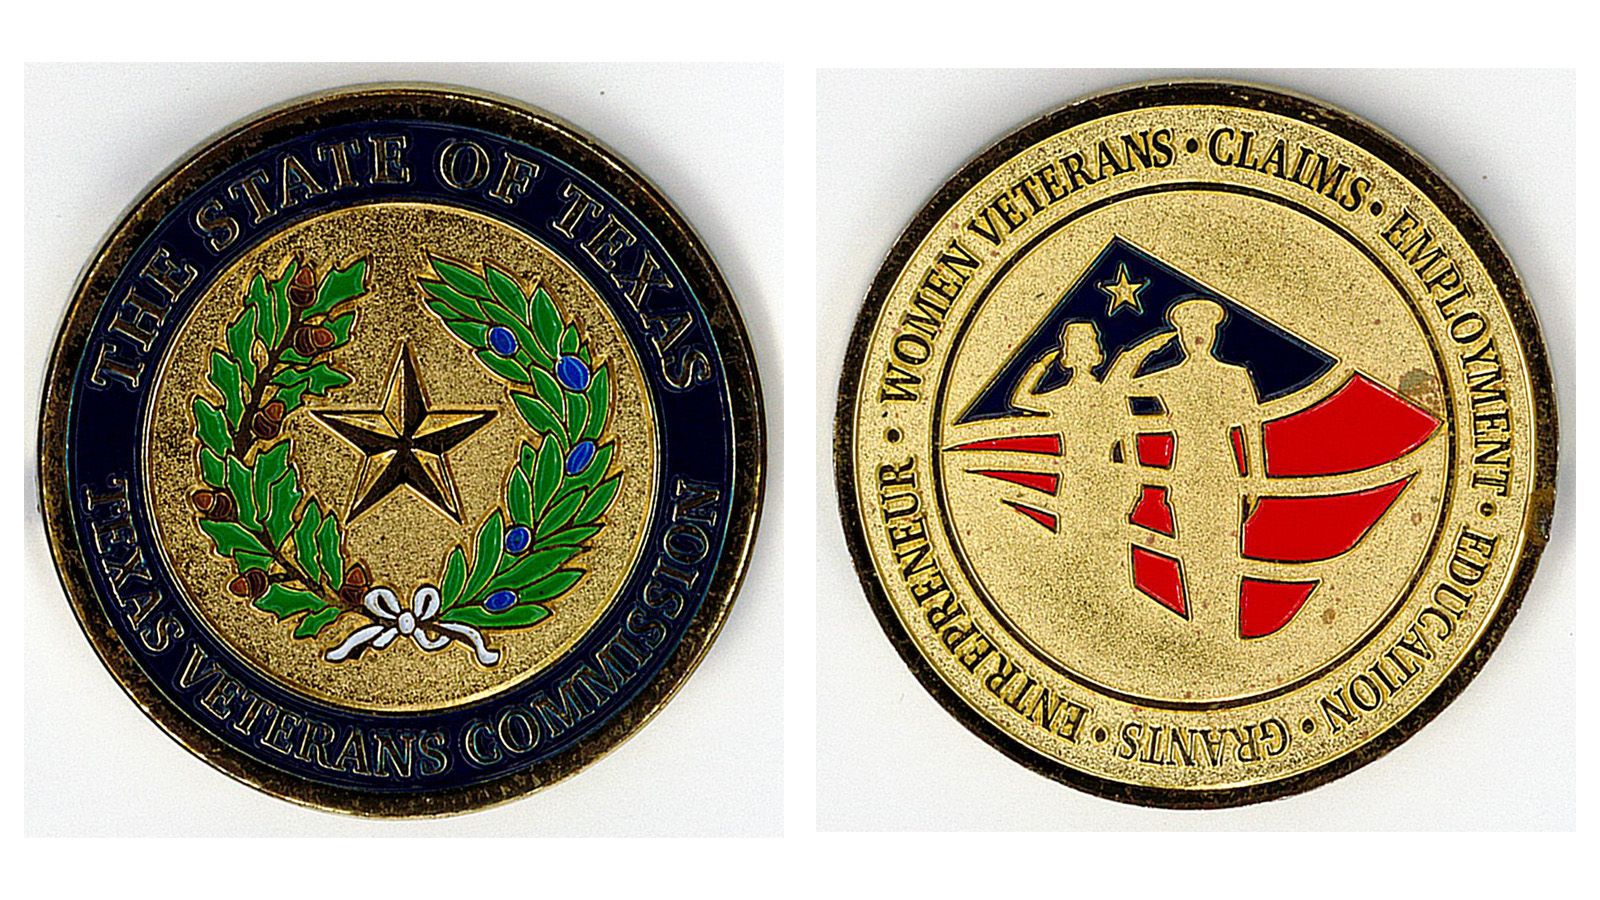 THE STATE OF TEXAS
TEXAS VETERANS COMMISSION
WOMEN VETERANS • CLAIMS • EMPLOYMENT • EDUCATION • GRANTS • ENTREPRENEUR •